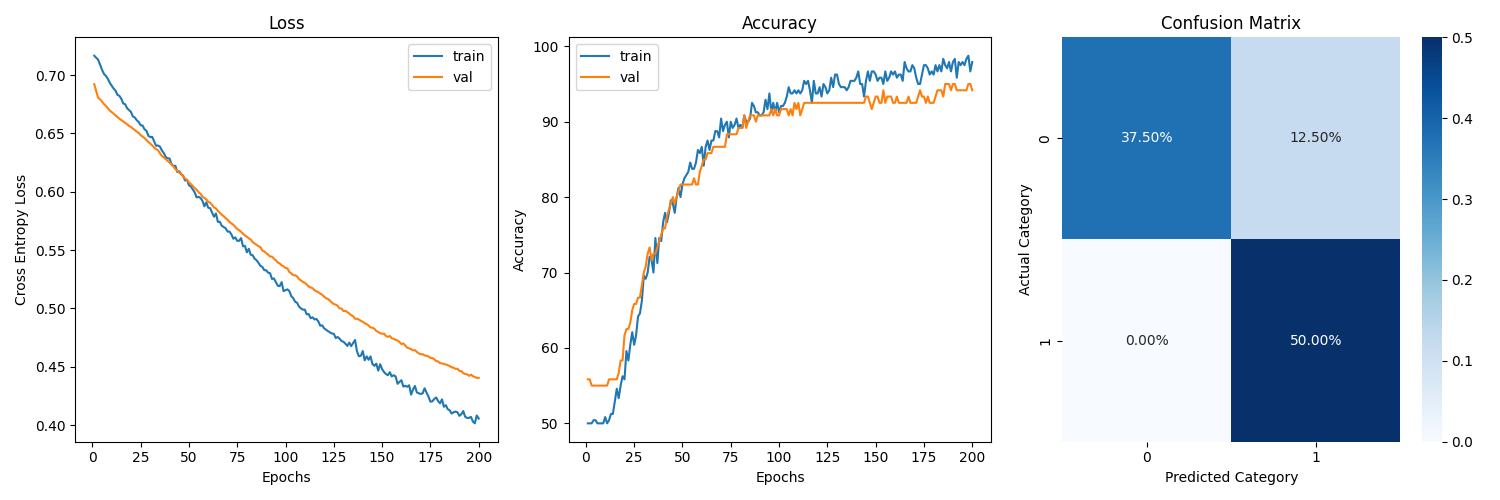 Loss
Cross Entropy Loss
0.70
0.65
0.60
0.55
0.50
0.45
0.40
train
val
0 25 50 75 100 125 150 175 200
Epochs
Accuracy
Accuracy
100
90
80
70
60
50
train
val
0 25 50 75 100 125 150 175 200
Epochs
Confusion Matrix
Actual Category
0
37.50% 12.50%
1
0.00% 50.00%
0 1
Predicted Category
0.5
0.4
0.3
0.2
0.1
0.0